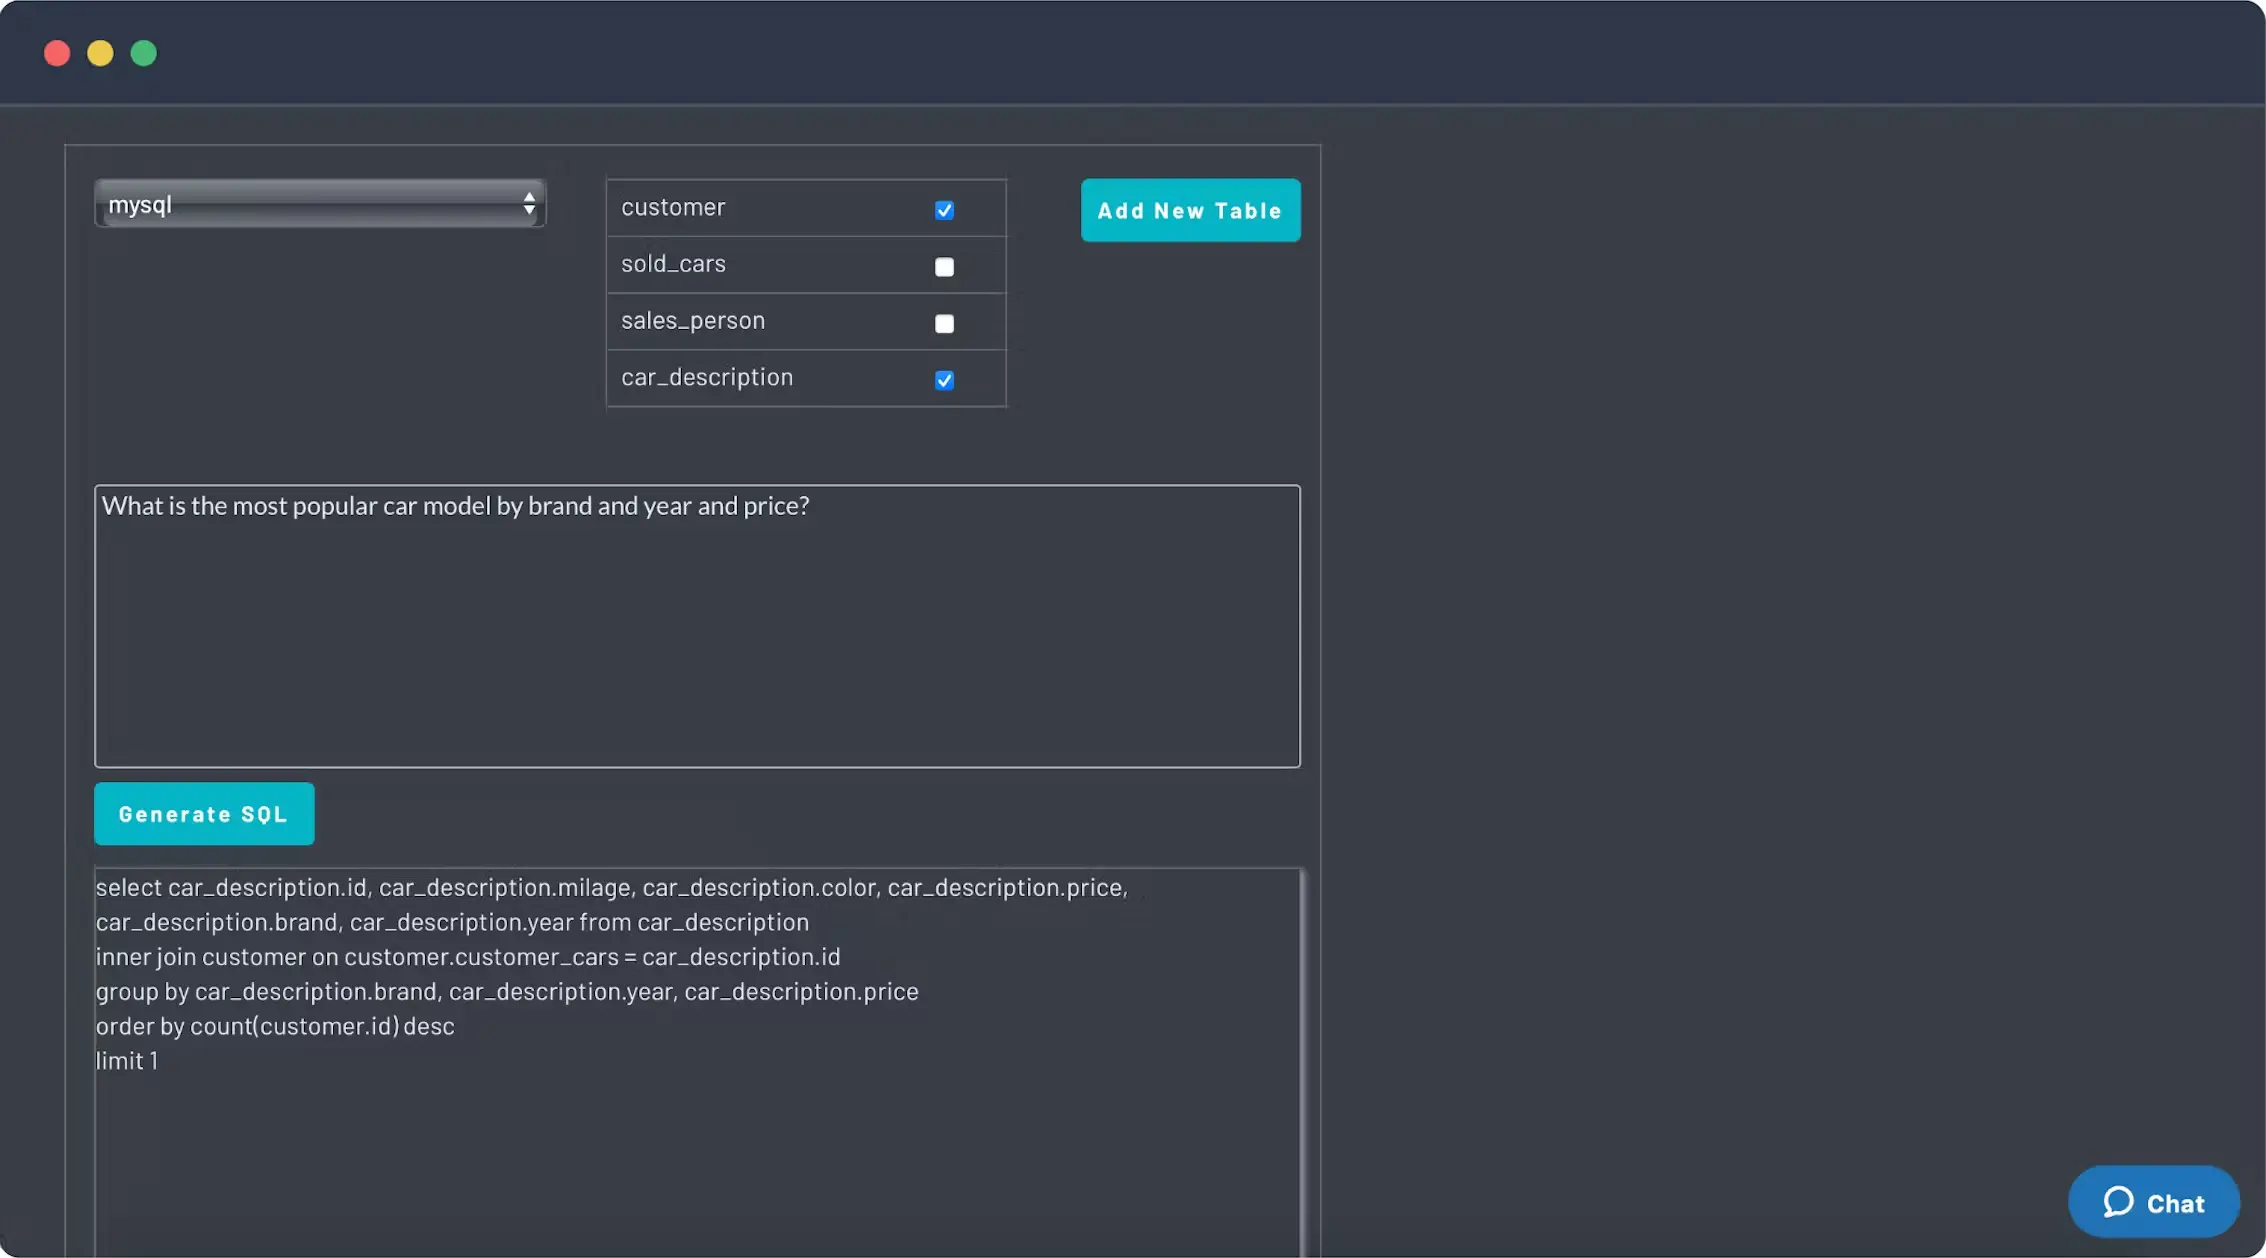 mysql
customer
sold_cars
sales_person
car_description
Add New Table
What is the most popular car model by brand and year and price?
Generate SQL
select car_description.id, car_description.milage, car_description.color, car_description.price,
car_description.brand, car_description.year from car_description
inner join customer on customer.customer_cars = car_description.id
group by car_description.brand, car_description.year, car_description.price
order by count(customer.id) desc
limit 1
Chat